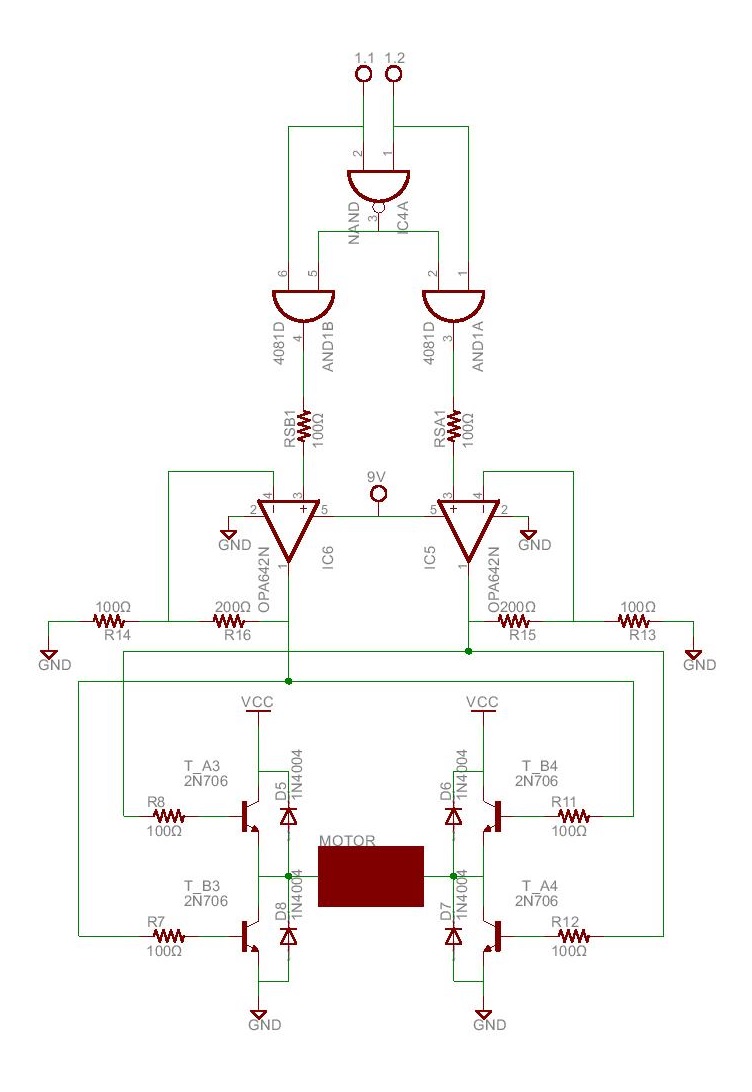 1.1 1.2
2 1
NAND 3 IC4A
6 5 2 1
4081D 4 AND1B 4081D 3 AND1A
RSB1 100Ω RSA1 100Ω
9V
4 3 3 4
2 - + 5 5 + - 2
GND GND
1 OPA642N IC6 IC5 1 OPA642N
100Ω 200Ω 200Ω 100Ω
R14 R16 R15 R13
GND GND
VCC VCC
T_A3 D5 1N4004 D6 1N4004 T_B4
2N706 2N706
R8 R11
100Ω 100Ω
MOTOR
T_B3 D8 1N4004 D7 1N4004 T_A4
2N706 2N706
R7 R12
100Ω 100Ω
GND GND